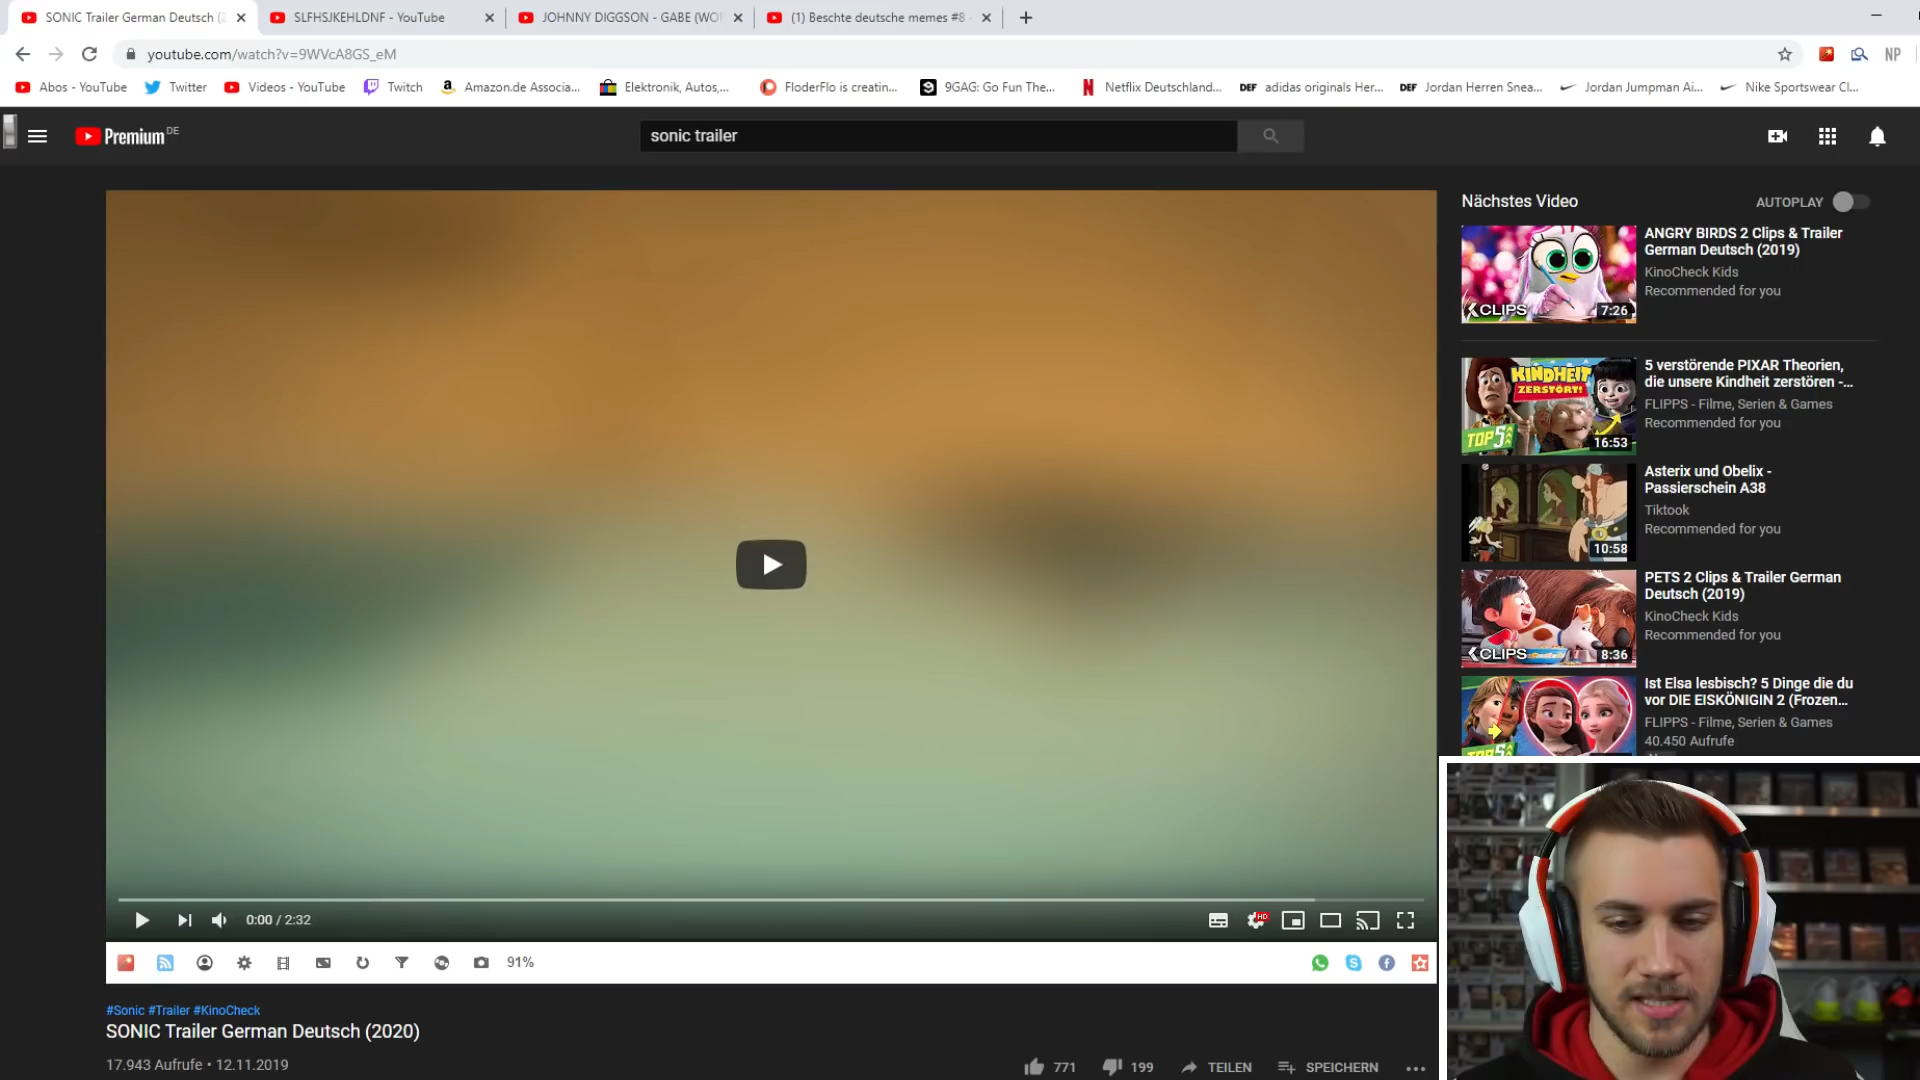 SONIC Trailer German Deutsch (2
SLFHSJKEHLDNF - YouTube
JOHNNY DIGGSON - GABE (WO
(1) Beschte deutsche memes #8
youtube.com/watch?v=9WVcA8GS_eM
NP
Abos - YouTube
Twitter
Videos - YouTube
Twitch
Amazon.de Associa...
Elektronik, Autos,...
FloderFlo is creatin...
9GAG: Go Fun The...
Netflix Deutschland...
DEF adidas originals Her...
DEF Jordan Herren Snea...
Jordan Jumpman Ai...
Nike Sportswear Cl...
Premium DE
sonic trailer
Nächstes Video
AUTOPLAY
ANGRY BIRDS 2 Clips & Trailer
German Deutsch (2019)
KinoCheck Kids
Recommended for you
CLIPS
7:26
5 verstörende PIXAR Theorien,
die unsere Kindheit zerstören -...
FLIPPS - Filme, Serien & Games
Recommended for you
KINDHEIT
ZERSTÖRT!
TOP5
16:53
Asterix und Obelix -
Passierschein A38
Tiktook
Recommended for you
10:58
PETS 2 Clips & Trailer German
Deutsch (2019)
KinoCheck Kids
Recommended for you
CLIPS
8:36
Ist Elsa lesbisch? 5 Dinge die du
vor DIE EISKÖNIGIN 2 (Frozen...
FLIPPS - Filme, Serien & Games
40.450 Aufrufe
TOP5
0:00 / 2:32
HD
91%
#Sonic #Trailer #KinoCheck
SONIC Trailer German Deutsch (2020)
17.943 Aufrufe • 12.11.2019
771
199
TEILEN
SPEICHERN